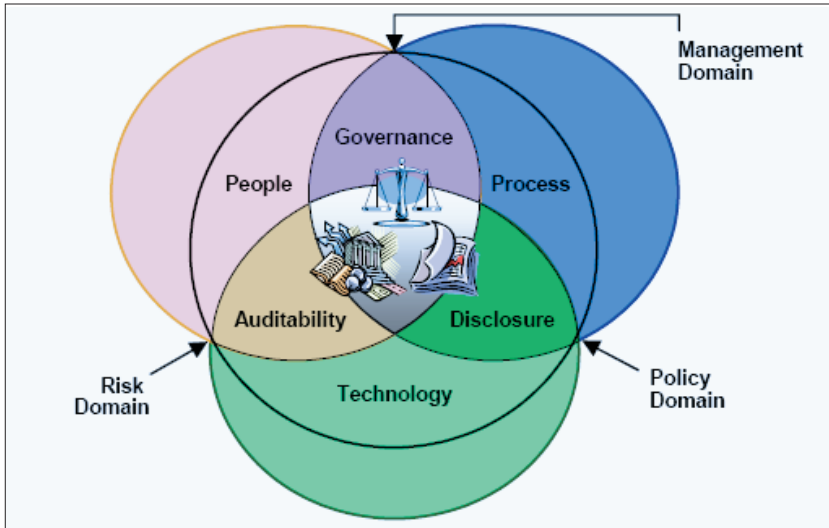 Management
Domain
Governance
People
Process
Auditability
Disclosure
Risk
Domain
Technology
Policy
Domain